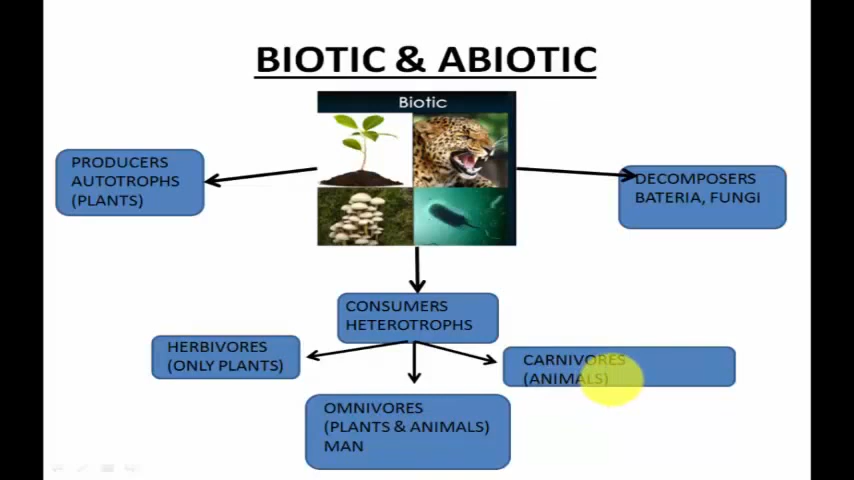 BIOTIC & ABIOTIC
Biotic
PRODUCERS
AUTOTROPHS
(PLANTS)
DECOMPOSERS
BATERIA, FUNGI
CONSUMERS
HETEROTROPHS
HERBIVORES
(ONLY PLANTS)
CARNIVORES
(ANIMALS)
OMNIVORES
(PLANTS & ANIMALS)
MAN